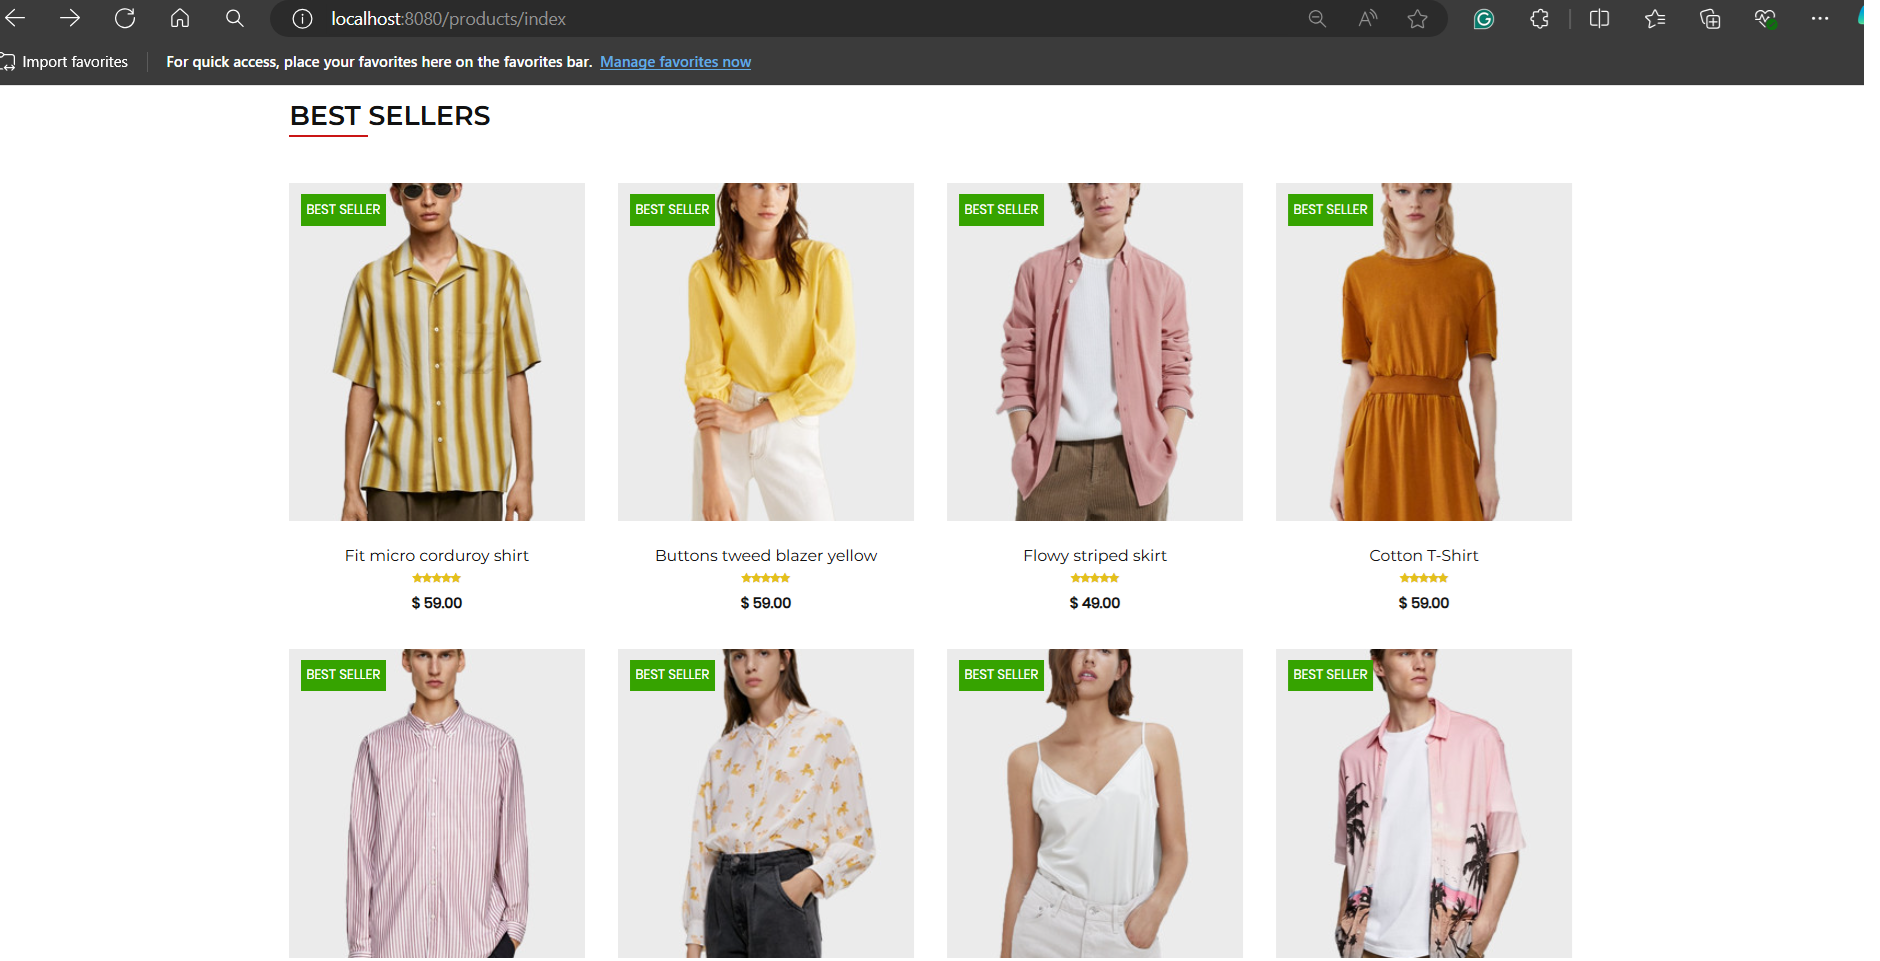 localhost:8080/products/index
Import favorites
For quick access, place your favorites here on the favorites bar. Manage favorites now
BEST SELLERS
BEST SELLER
BEST SELLER
BEST SELLER
BEST SELLER
Fit micro corduroy shirt
Buttons tweed blazer yellow
Flowy striped skirt
Cotton T-Shirt
$ 59.00
$ 59.00
$ 49.00
$ 59.00
BEST SELLER
BEST SELLER
BEST SELLER
BEST SELLER